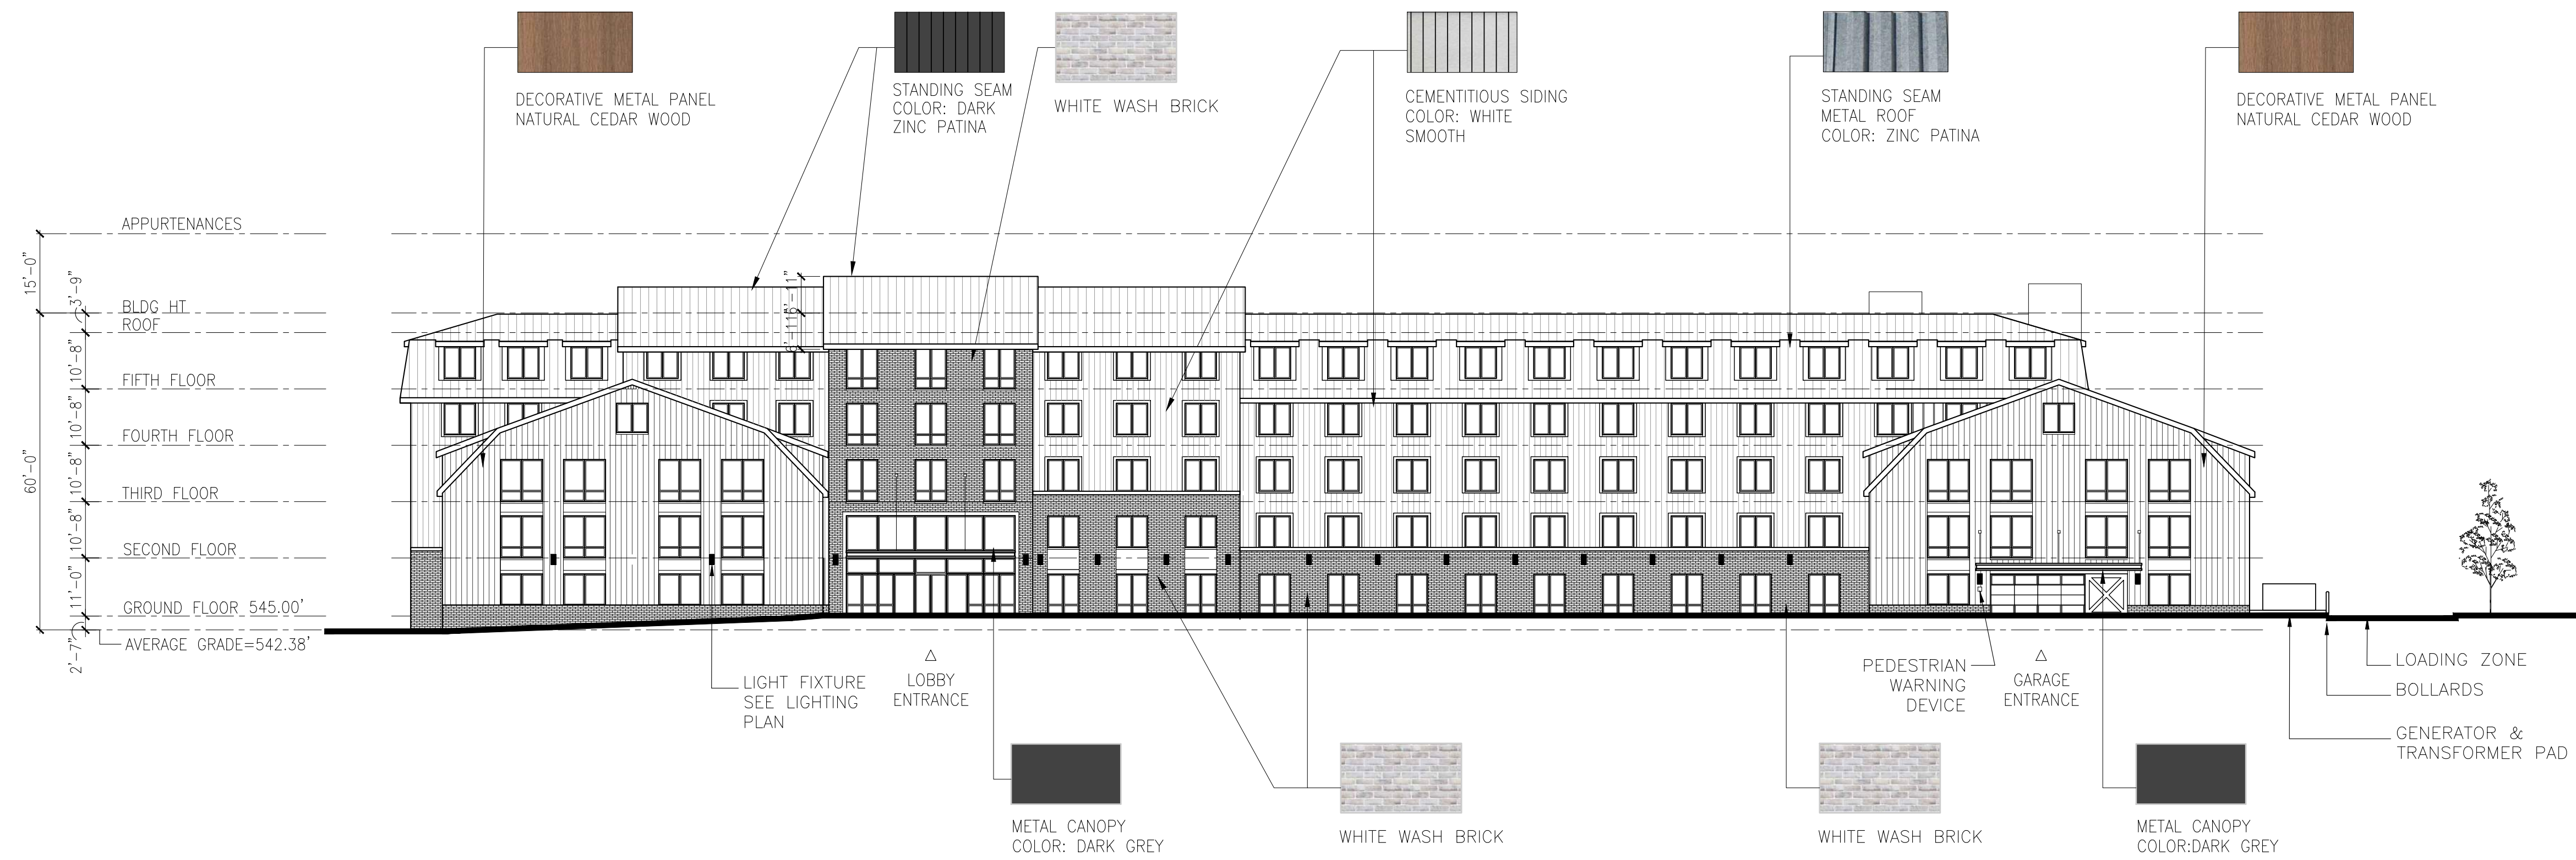 DECORATIVE METAL PANEL
NATURAL CEDAR WOOD
STANDING SEAM
COLOR: DARK
ZINC PATINA
WHITE WASH BRICK
CEMENTITIOUS SIDING
COLOR: WHITE
SMOOTH
STANDING SEAM
METAL ROOF
COLOR: ZINC PATINA
DECORATIVE METAL PANEL
NATURAL CEDAR WOOD
APPURTENANCES
15'-0"
3'-9"
BLDG HT
ROOF
10'-8"
FIFTH FLOOR
10'-8"
FOURTH FLOOR
60'-0"
10'-8"
THIRD FLOOR
10'-8"
SECOND FLOOR
11'-0"
GROUND FLOOR 545.00'
2'-7"
AVERAGE GRADE=542.38'
LIGHT FIXTURE
SEE LIGHTING
PLAN
LOBBY
ENTRANCE
PEDESTRIAN
WARNING
DEVICE
GARAGE
ENTRANCE
LOADING ZONE
BOLLARDS
GENERATOR &
TRANSFORMER PAD
METAL CANOPY
COLOR: DARK GREY
WHITE WASH BRICK
WHITE WASH BRICK
METAL CANOPY
COLOR:DARK GREY